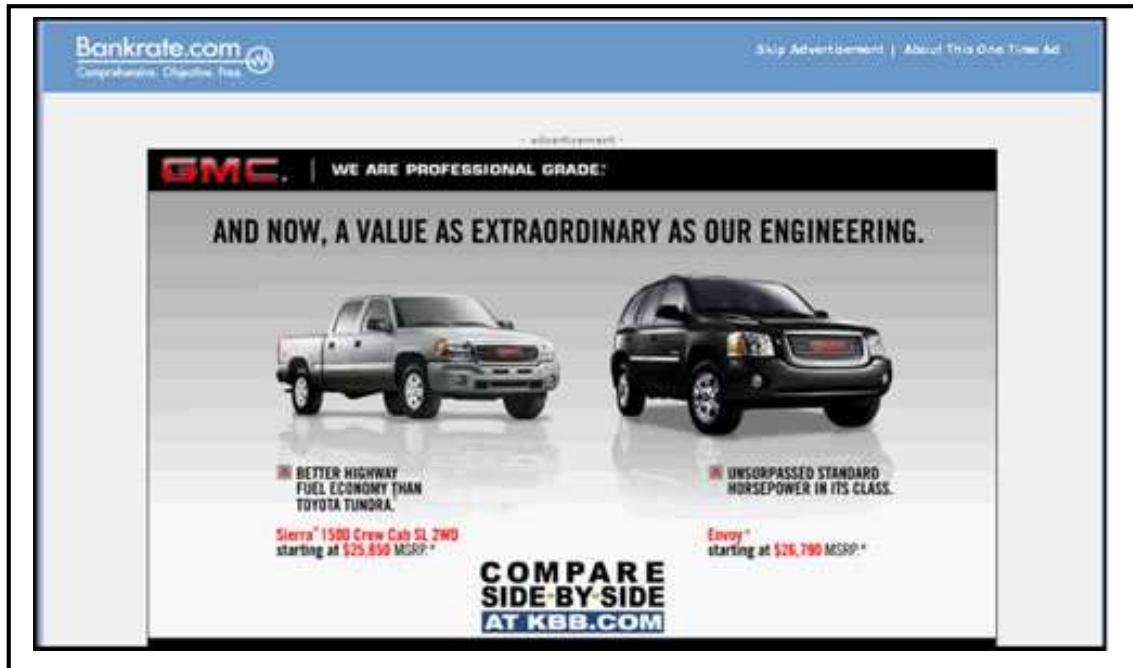 Bankrate.com
Comprehensive. Objective. Free.
Skip Advertisement | About This One Time Ad
- advertisement -
GMC. | WE ARE PROFESSIONAL GRADE.™
AND NOW, A VALUE AS EXTRAORDINARY AS OUR ENGINEERING.
BETTER HIGHWAY
FUEL ECONOMY THAN
TOYOTA TUNDRA.
Sierra® 1500 Crew Cab SL 2WD
starting at $25,850 MSRP.*
UNSURPASSED STANDARD
HORSEPOWER IN ITS CLASS.
Envoy®
starting at $26,790 MSRP.*
COMPARE
SIDE-BY-SIDE
AT KBB.COM